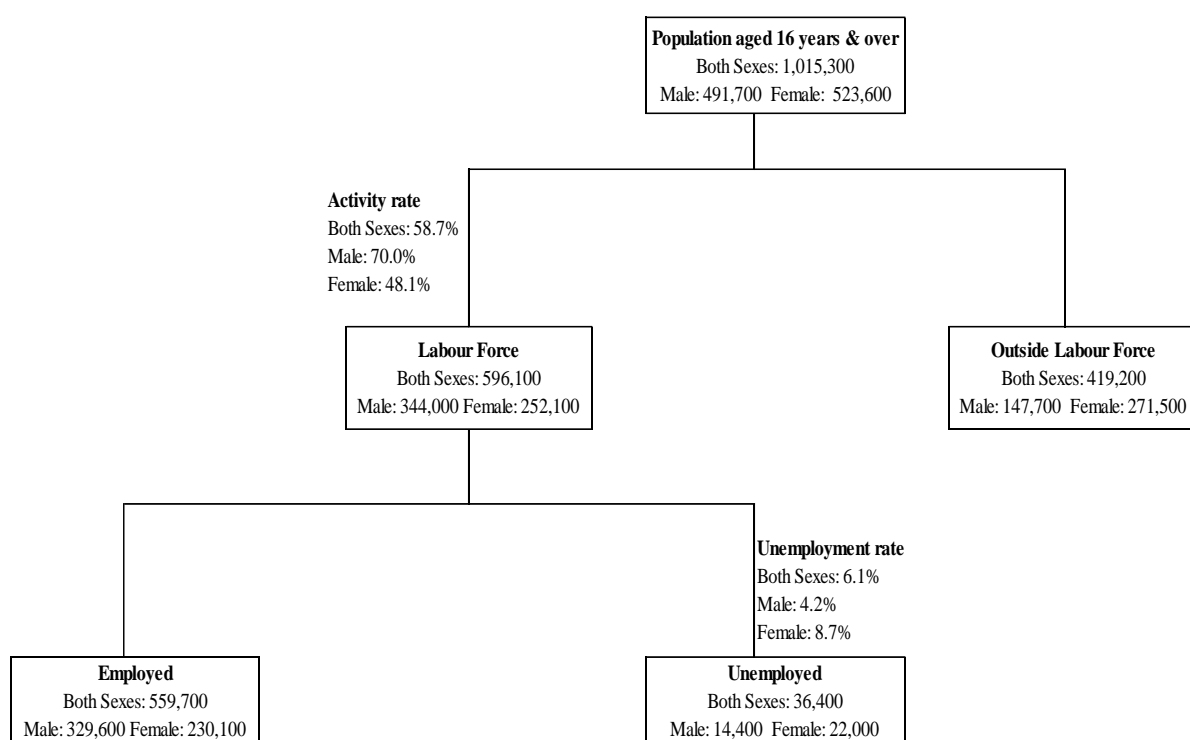 Population aged 16 years & over
Both Sexes: 1,015,300
Male: 491,700 Female: 523,600
Activity rate
Both Sexes: 58.7%
Male: 70.0%
Female: 48.1%
Labour Force
Both Sexes: 596,100
Male: 344,000 Female: 252,100
Outside Labour Force
Both Sexes: 419,200
Male: 147,700 Female: 271,500
Unemployment rate
Both Sexes: 6.1%
Male: 4.2%
Female: 8.7%
Employed
Both Sexes: 559,700
Male: 329,600 Female: 230,100
Unemployed
Both Sexes: 36,400
Male: 14,400 Female: 22,000